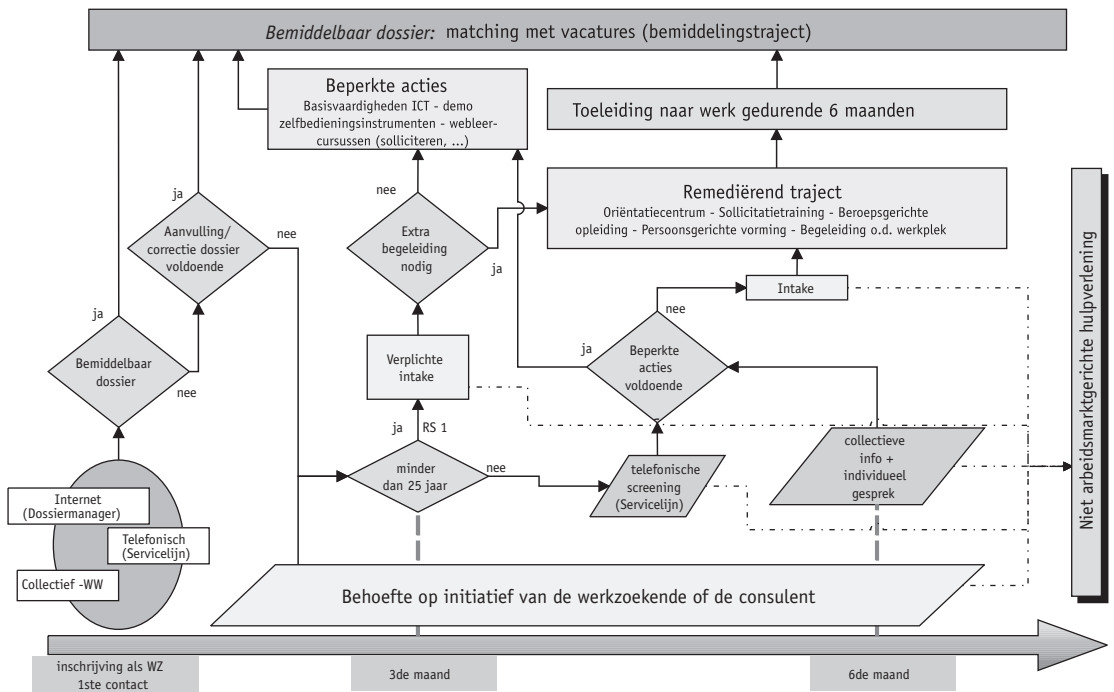 Bemiddelbaar dossier: matching met vacatures (bemiddelingstraject)
Beperkte acties
Basisvaardigheden ICT - demo
zelfbedieningsinstrumenten - webleer-
cursussen (solliciteren, ...)
Toeleiding naar werk gedurende 6 maanden
Remediërend traject
Oriëntatiecentrum - Sollicitatietraining - Beroepsgerichte
opleiding - Persoonsgerichte vorming - Begeleiding o.d. werkplek
Niet arbeidsmarktgerichte hulpverlening
ja
Aanvulling/
correctie dossier
voldoende
nee
nee
Extra
begeleiding
nodig
ja
Intake
nee
ja
Beperkte
acties
voldoende
ja
Bemiddelbaar
dossier
nee
Verplichte
intake
ja RS 1
minder
dan 25 jaar
nee
telefonische
screening
(Servicelijn)
collectieve
info +
individueel
gesprek
Internet
(Dossiermanager)
Telefonisch
(Servicelijn)
Collectief -WW
Behoefte op initiatief van de werkzoekende of de consulent
inschrijving als WZ
1ste contact
3de maand
6de maand